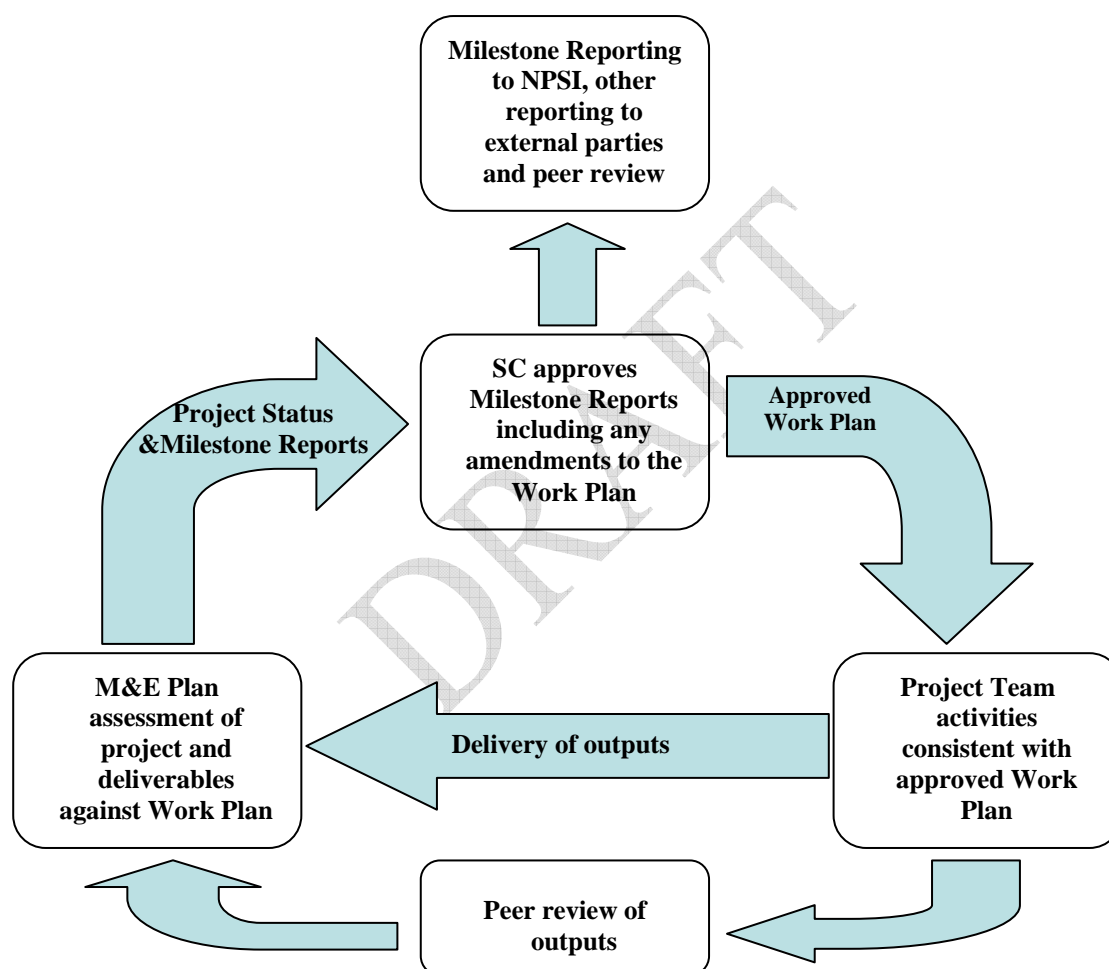 Milestone Reporting
to NPSI, other
reporting to
external parties
and peer review
SC approves
Milestone Reports
including any
amendments to the
Work Plan
Project Status
&Milestone Reports
Approved
Work Plan
DRAFT
M&E Plan
assessment of
project and
deliverables
against Work Plan
Delivery of outputs
Project Team
activities
consistent with
approved Work
Plan
Peer review of
outputs